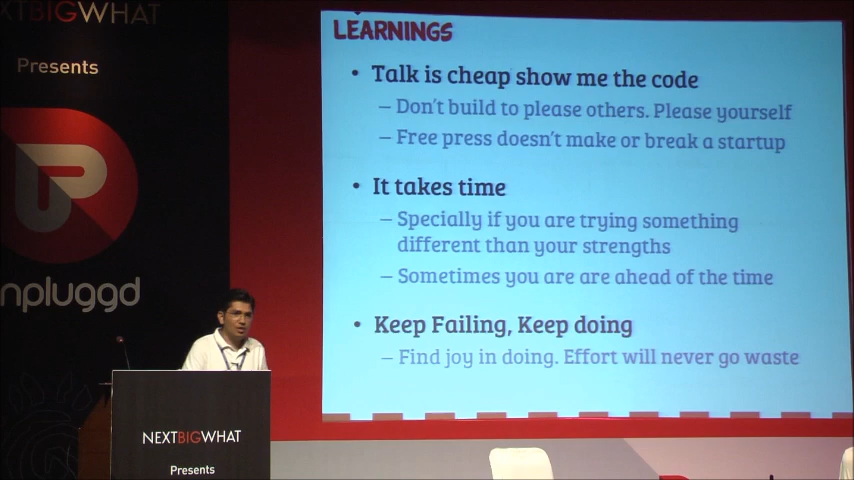 NEXTBIGWHAT
Presents
npluggd
LEARNINGS
• Talk is cheap show me the code
– Don't build to please others. Please yourself
– Free press doesn't make or break a startup
• It takes time
– Specially if you are trying something
different than your strengths
– Sometimes you are are ahead of the time
• Keep Failing, Keep doing
– Find joy in doing. Effort will never go waste
NEXTBIGWHAT
Presents